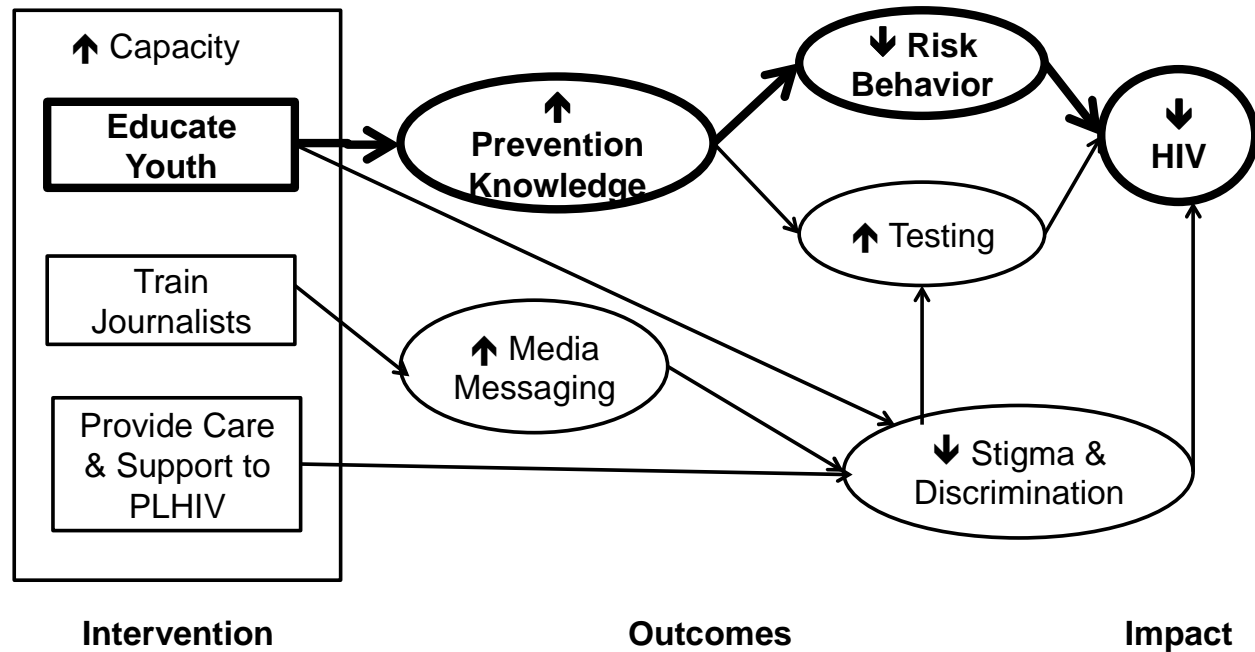 ↑ Capacity
Educate
Youth
Train
Journalists
Provide Care
& Support to
PLHIV
↑
Prevention
Knowledge
↑ Media
Messaging
↓ Risk
Behavior
↑ Testing
↓ Stigma &
Discrimination
↓
HIV
Intervention
Outcomes
Impact